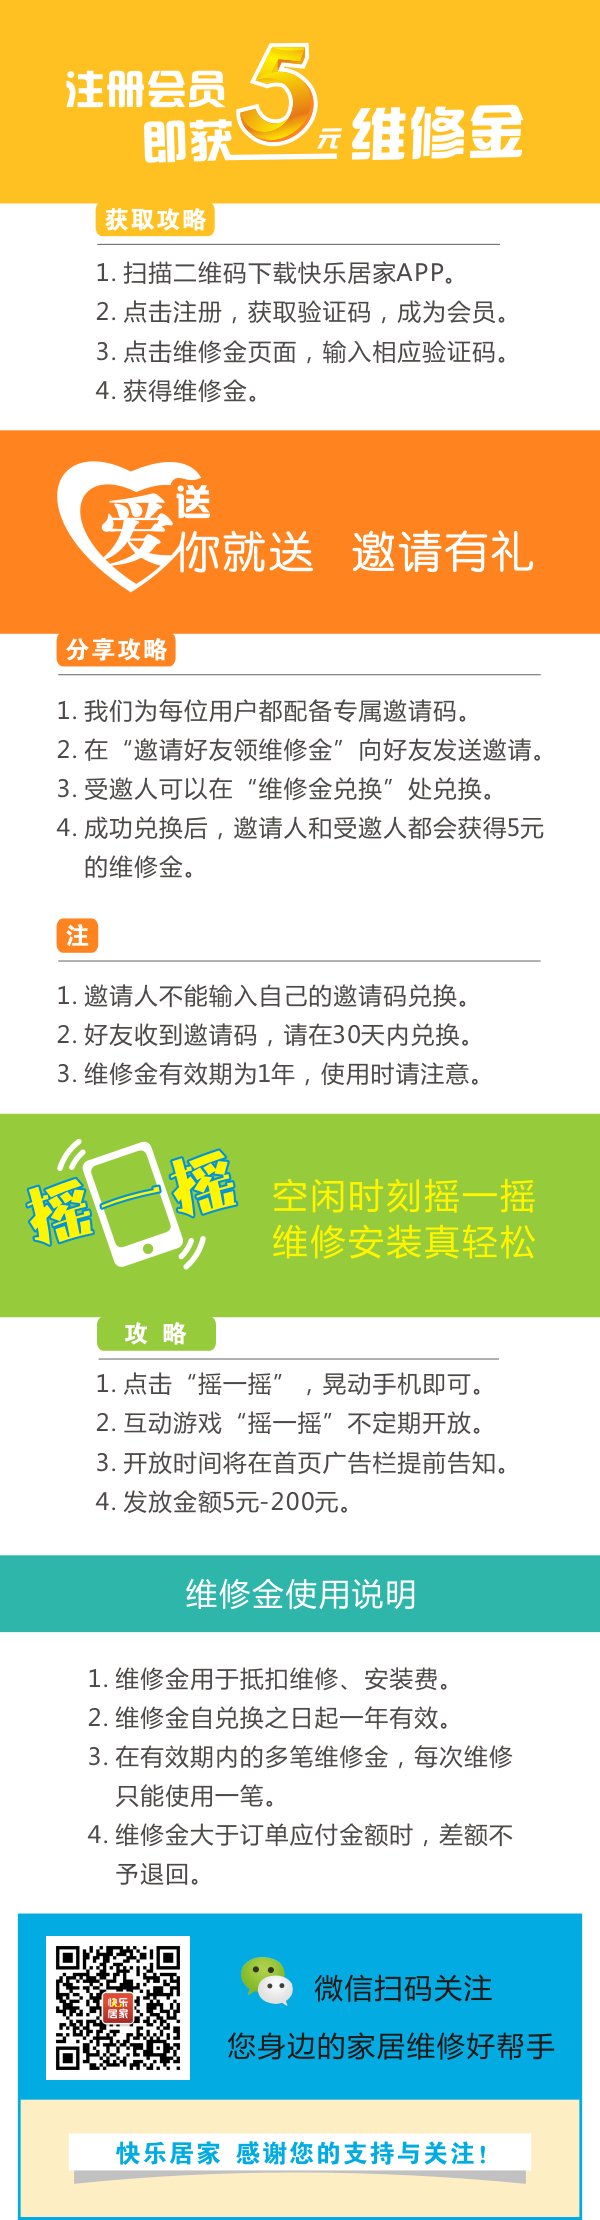 注册会员
即获5元维修金
获取攻略
1. 扫描二维码下载快乐居家APP。
2. 点击注册，获取验证码，成为会员。
3. 点击维修金页面，输入相应验证码。
4. 获得维修金。
爱送
你就送 邀请有礼
分享攻略
1. 我们为每位用户都配备专属邀请码。
2. 在“邀请好友领维修金”向好友发送邀请。
3. 受邀人可以在“维修金兑换”处兑换。
4. 成功兑换后，邀请人和受邀人都会获得5元
的维修金。
注
1. 邀请人不能输入自己的邀请码兑换。
2. 好友收到邀请码，请在30天内兑换。
3. 维修金有效期为1年，使用时请注意。
摇一摇
空闲时刻摇一摇
维修安装真轻松
攻略
1. 点击“摇一摇”，晃动手机即可。
2. 互动游戏“摇一摇”不定期开放。
3. 开放时间将在首页广告栏提前告知。
4. 发放金额5元-200元。
维修金使用说明
1. 维修金用于抵扣维修、安装费。
2. 维修金自兑换之日起一年有效。
3. 在有效期内的多笔维修金，每次维修
只能使用一笔。
4. 维修金大于订单应付金额时，差额不
予退回。
快乐
居家
微信扫码关注
您身边的家居维修好帮手
快乐居家 感谢您的支持与关注!